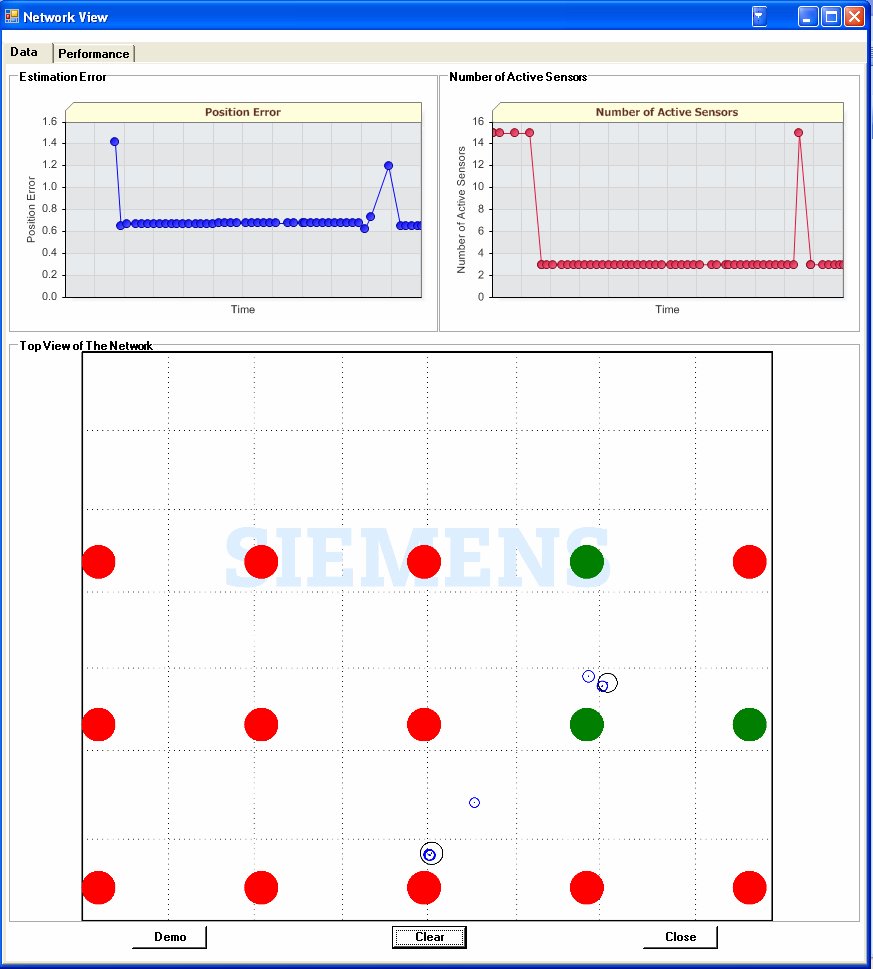 Network View
Data
Performance
Estimation Error
Number of Active Sensors
Position Error
Number of Active Sensors
1.6
1.4
1.2
1.0
0.8
0.6
0.4
0.2
0.0
Position Error
Time
16
14
12
10
8
6
4
2
0
Number of Active Sensors
Time
Top View of The Network
SIEMENS
Demo
Clear
Close